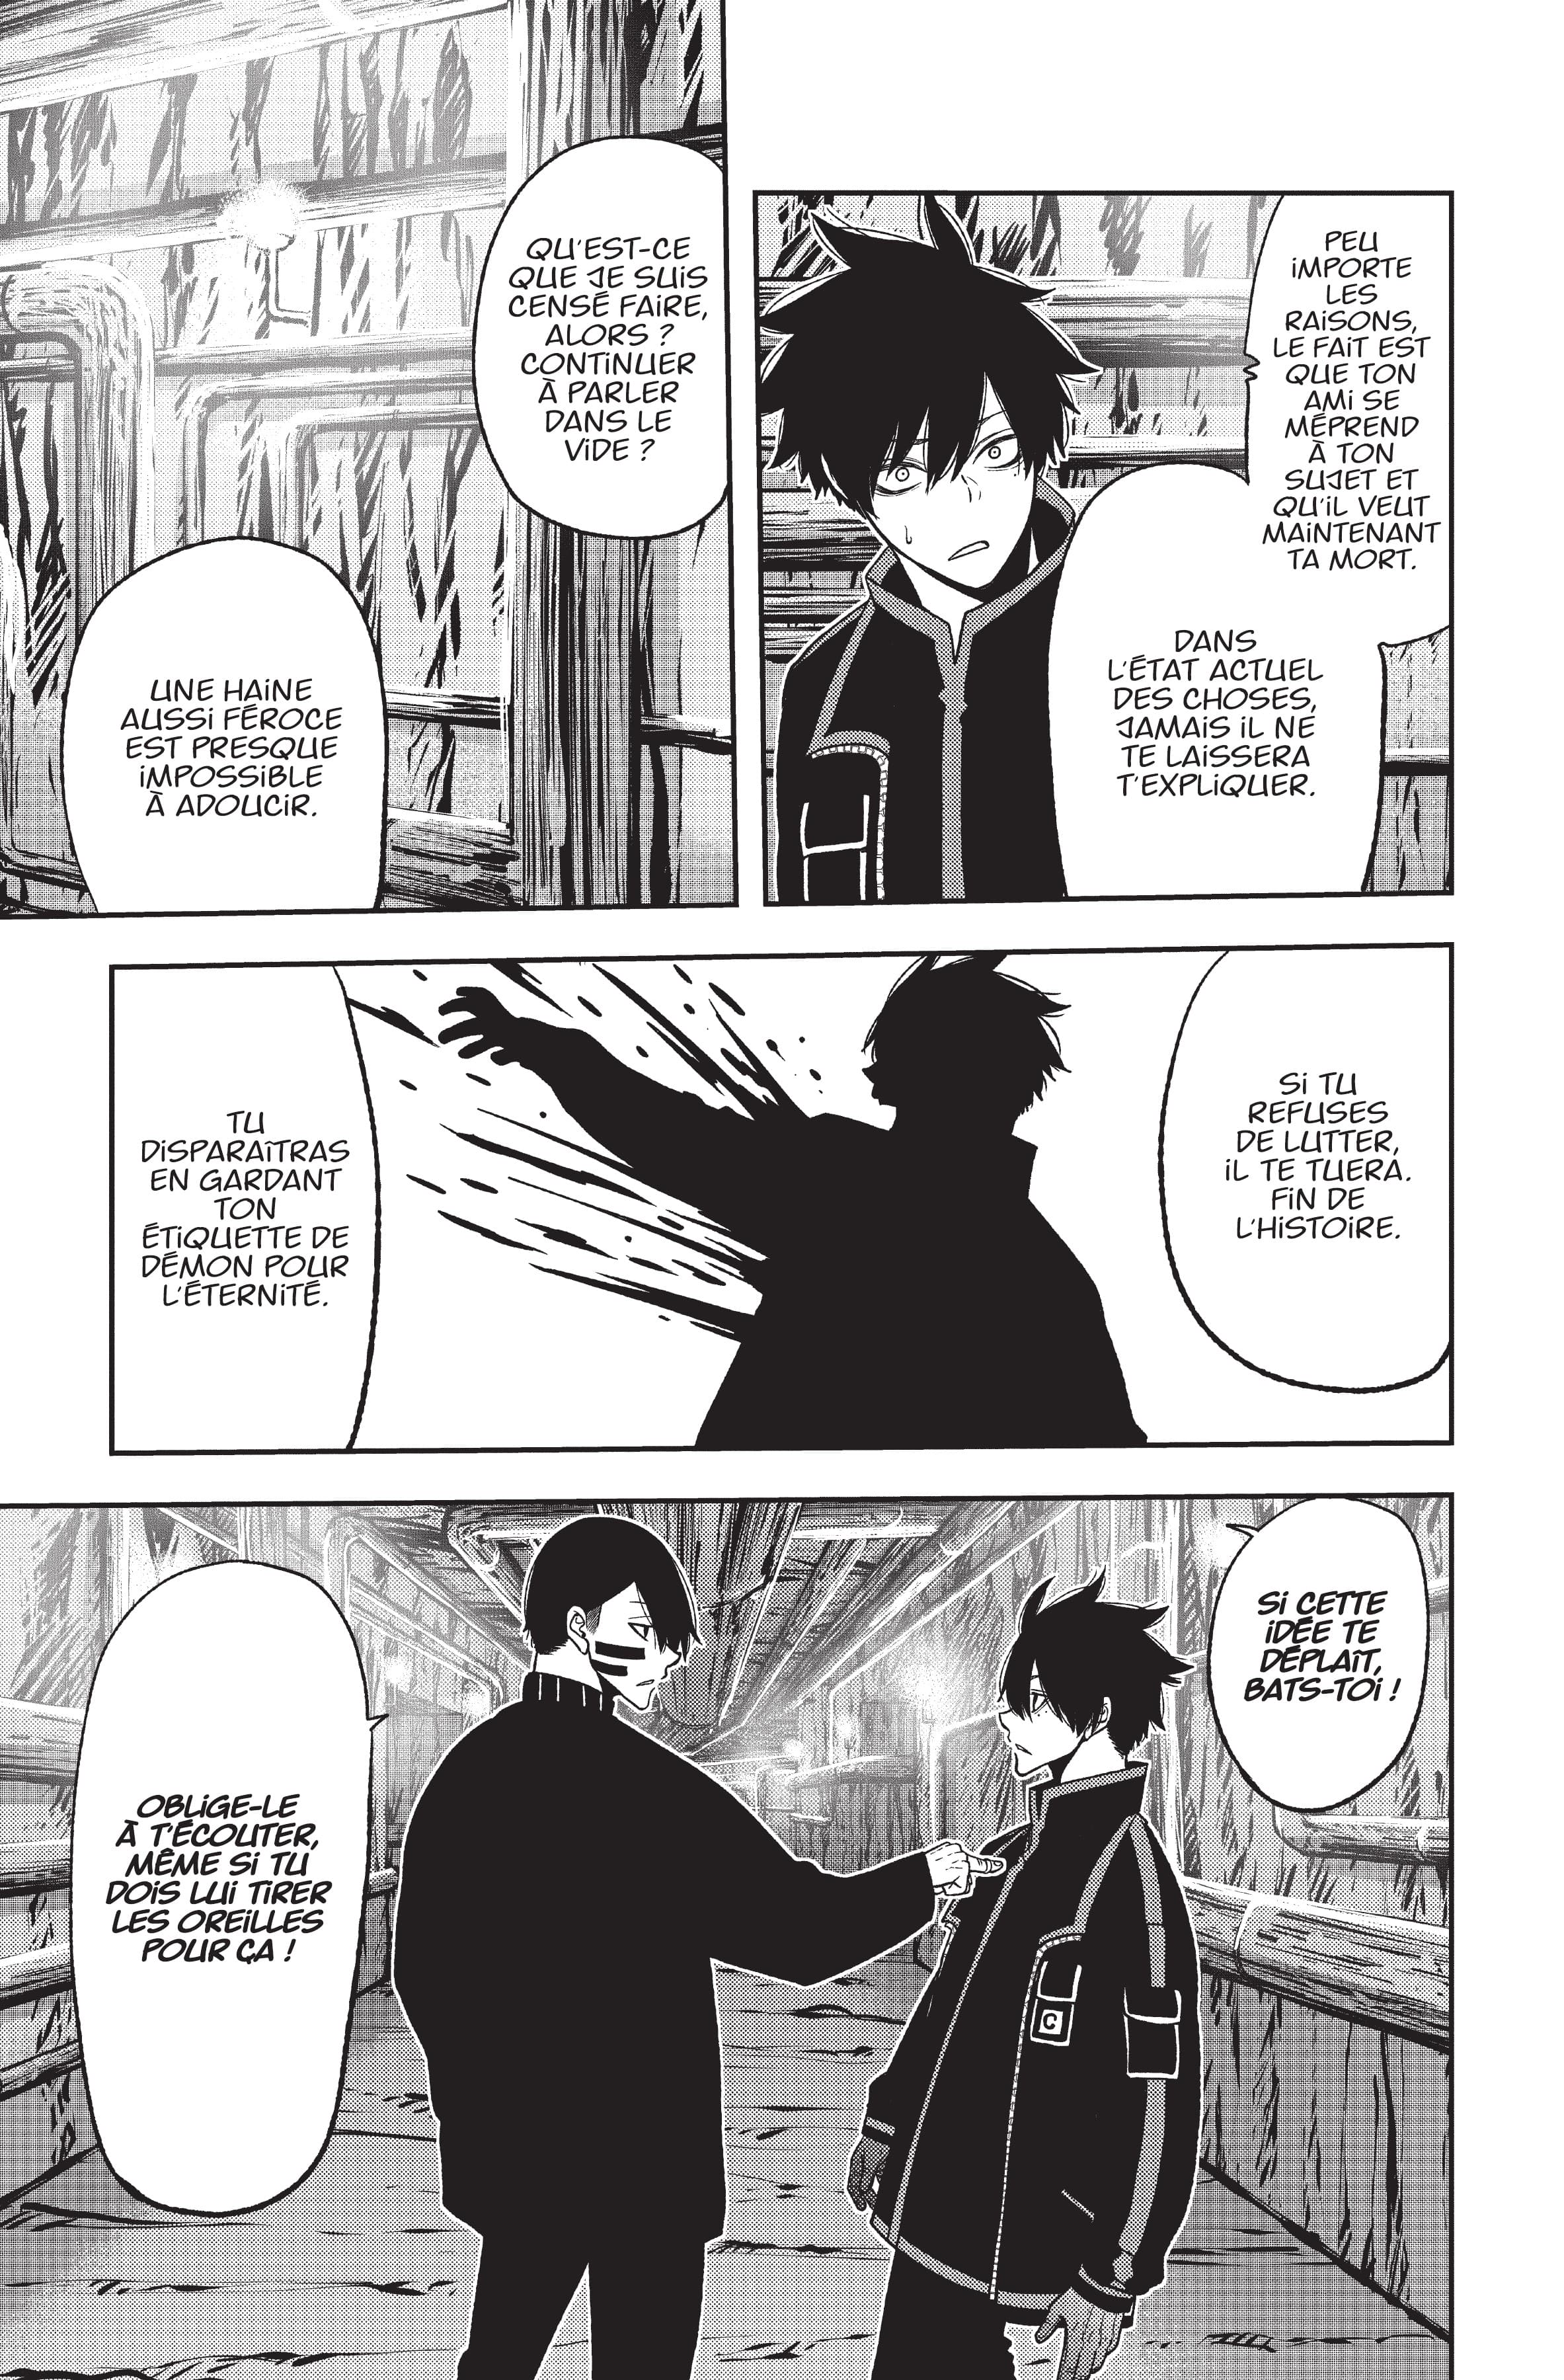 PEU
IMPORTE
LES
RAISONS,
LE FAIT EST
QUE TON
AMI SE
MÉPREND
À TON
SUJET ET
QU'IL VEUT
MAINTENANT
TA MORT.
DANS
L'ÉTAT ACTUEL
DES CHOSES,
JAMAIS IL NE
TE LAISSERA
T'EXPLIQUER.
QU'EST-CE
QUE JE SUIS
CENSÉ FAIRE,
ALORS ?
CONTINUER
À PARLER
DANS LE
VIDE ?
UNE HAINE
AUSSI FÉROCE
EST PRESQUE
IMPOSSIBLE
À ADOUCIR.
SI TU
REFUSES
DE LUTTER,
IL TE TUERA.
FIN DE
L'HISTOIRE.
TU
DISPARAÎTRAS
EN GARDANT
TON
ÉTIQUETTE DE
DÉMON POUR
L'ÉTERNITÉ.
SI CETTE
IDÉE TE
DÉPLAÎT,
BATS-TOI !
OBLIGE-LE
À T'ÉCOUTER,
MÊME SI TU
DOIS LUI TIRER
LES OREILLES
POUR ÇA !
C